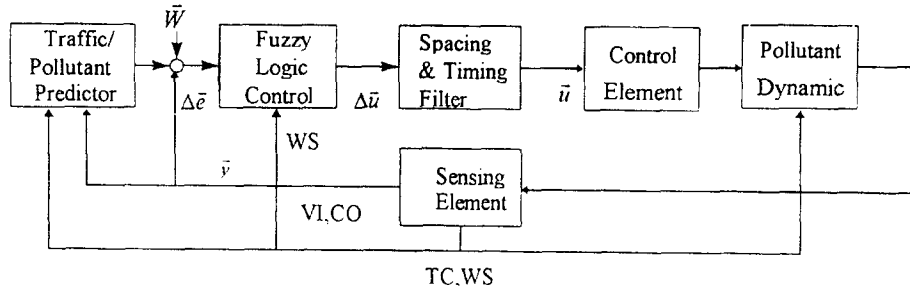 W̄
Traffic/
Pollutant
Predictor
Δē
Fuzzy
Logic
Control
Δū
Spacing
& Timing
Filter
ū
Control
Element
Pollutant
Dynamic
WS
ȳ
Sensing
Element
VI,CO
TC,WS